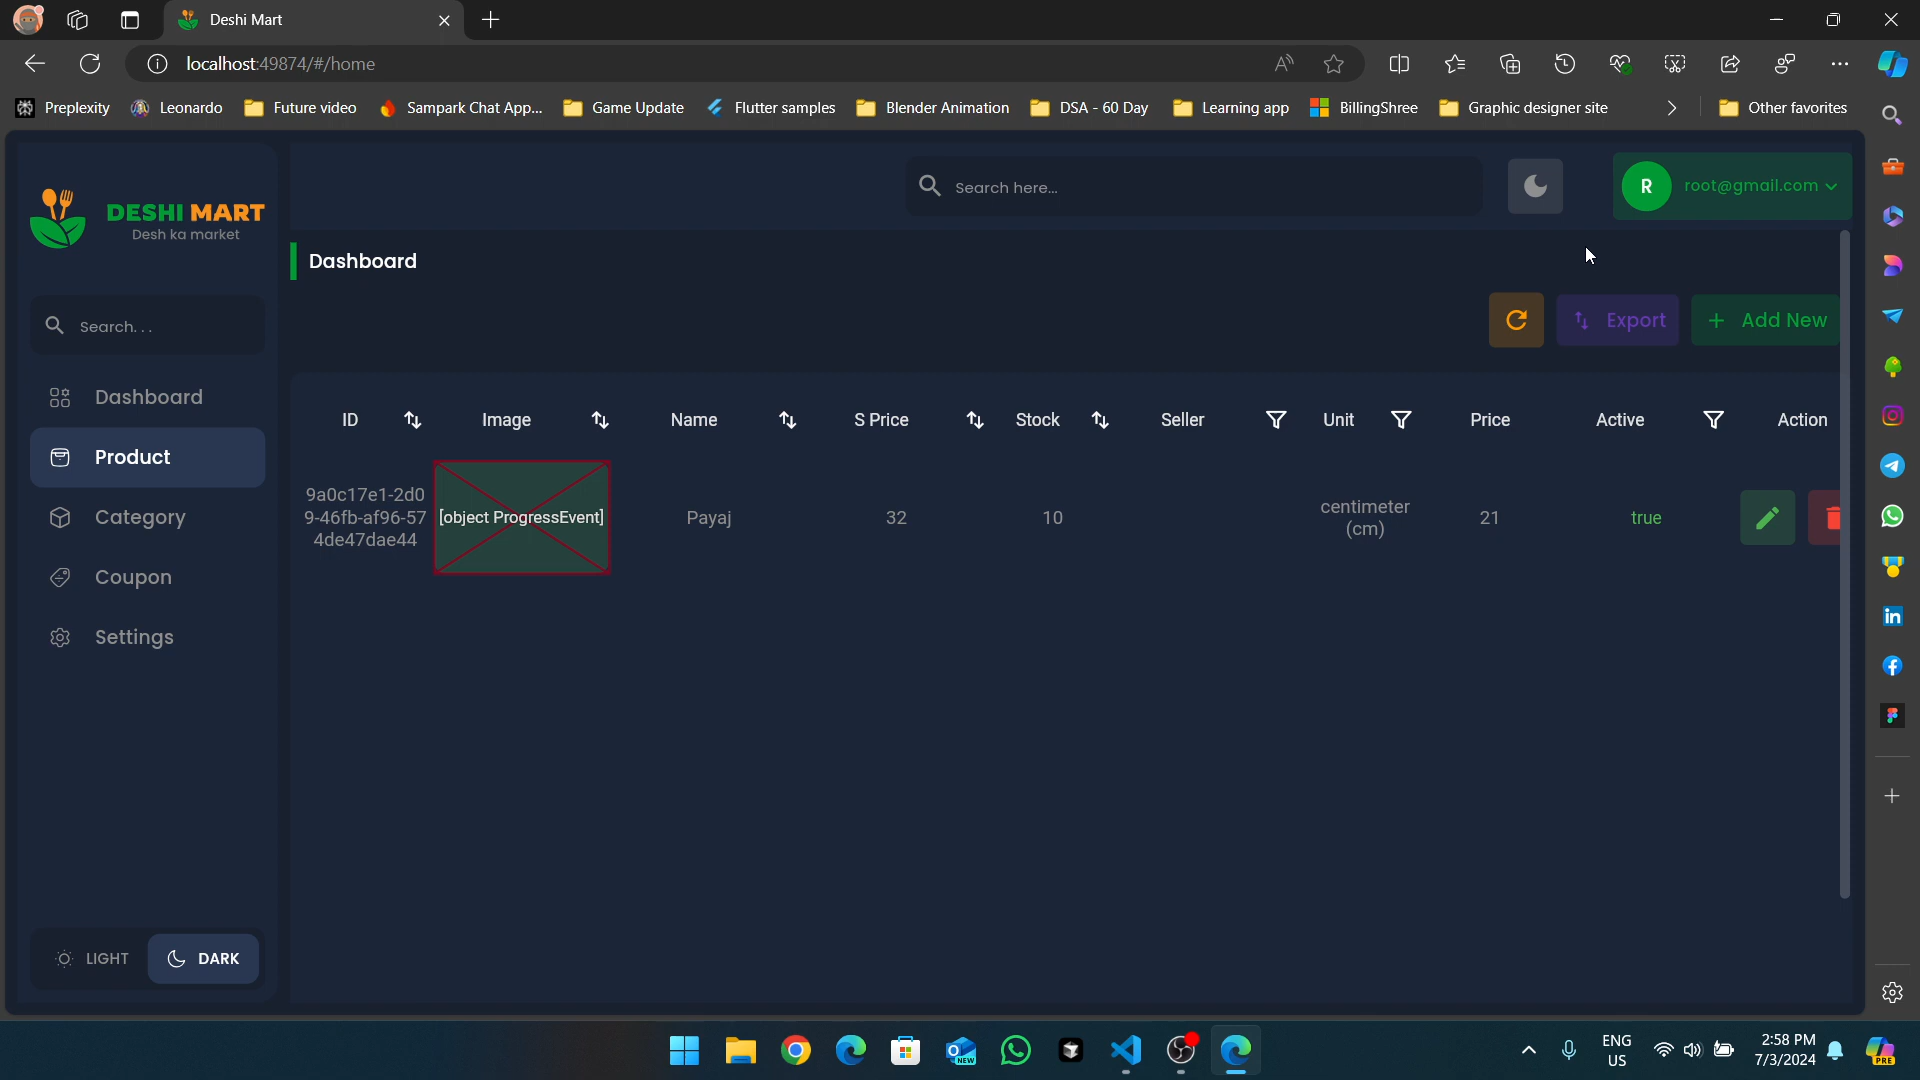 Deshi Mart
localhost:49874/#/home
Preplexity
Leonardo
Future video
Sampark Chat App...
Game Update
Flutter samples
Blender Animation
DSA - 60 Day
Learning app
BillingShree
Graphic designer site
Other favorites
DESHI MART
Desh ka market
Search here...
R
root@gmail.com
Dashboard
Export
+ Add New
Search. . .
Dashboard
Product
Category
Coupon
Settings
ID
Image
Name
S Price
Stock
Seller
Unit
Price
Active
Action
9a0c17e1-2d0
9-46fb-af96-57
4de47dae44
[object ProgressEvent]
Payaj
32
10
centimeter
(cm)
21
true
LIGHT
DARK
NEW
ENG
US
2:58 PM
7/3/2024
PRE